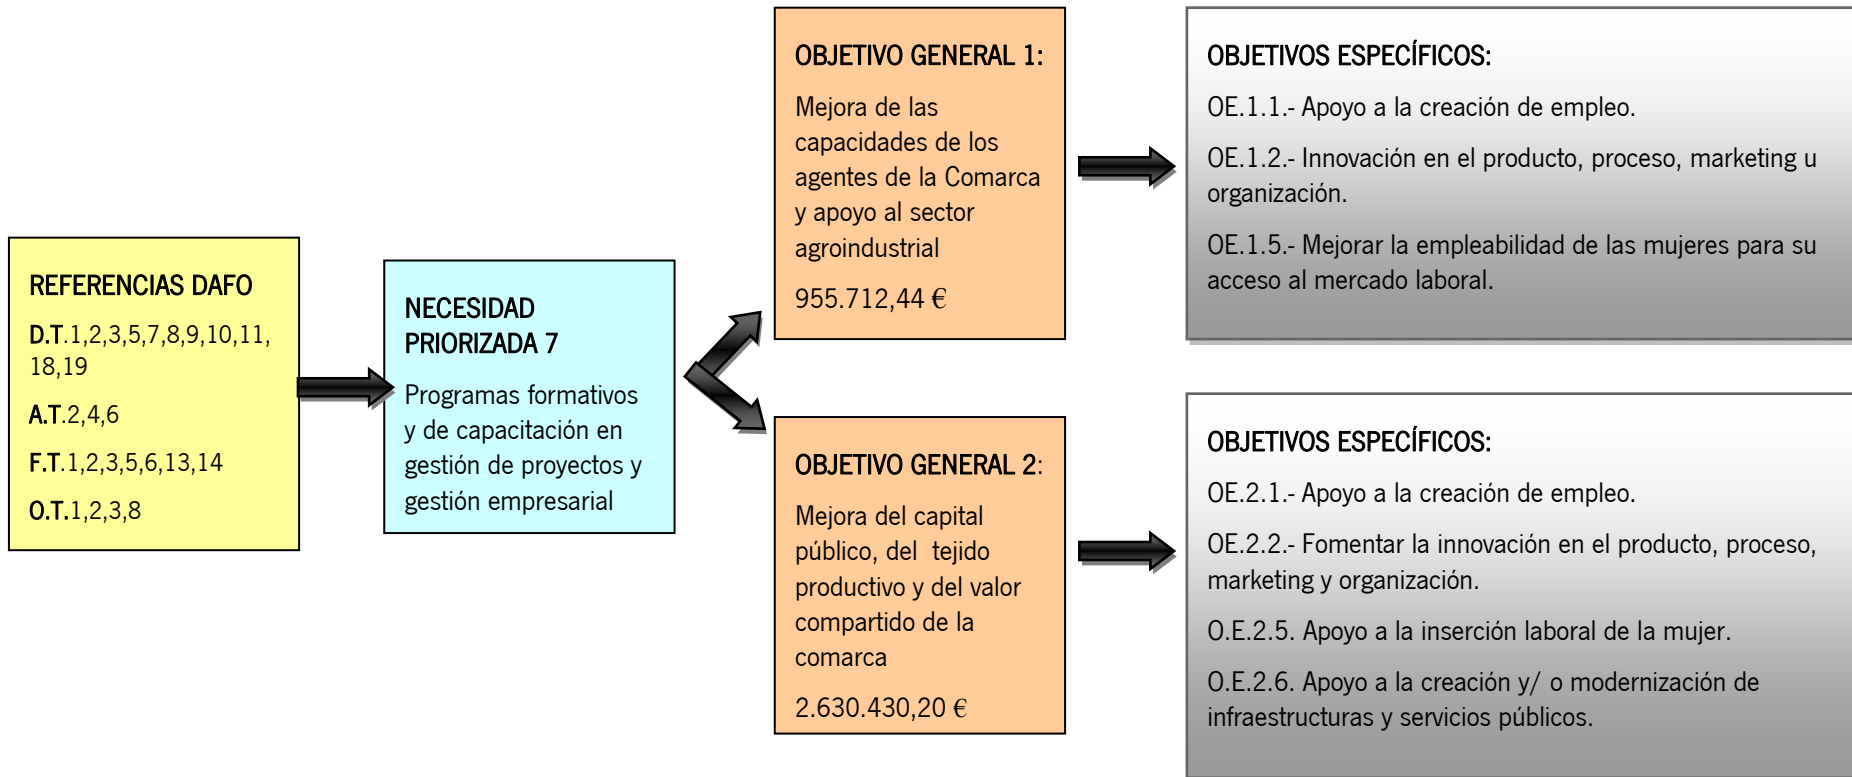 REFERENCIAS DAFO
D.T.1,2,3,5,7,8,9,10,11,
18,19
A.T.2,4,6
F.T.1,2,3,5,6,13,14
O.T.1,2,3,8
NECESIDAD
PRIORIZADA 7
Programas formativos
y de capacitación en
gestión de proyectos y
gestión empresarial
OBJETIVO GENERAL 1:
Mejora de las
capacidades de los
agentes de la Comarca
y apoyo al sector
agroindustrial
955.712,44 €
OBJETIVOS ESPECÍFICOS:
OE.1.1.- Apoyo a la creación de empleo.
OE.1.2.- Innovación en el producto, proceso, marketing u
organización.
OE.1.5.- Mejorar la empleabilidad de las mujeres para su
acceso al mercado laboral.
OBJETIVO GENERAL 2:
Mejora del capital
público, del tejido
productivo y del valor
compartido de la
comarca
2.630.430,20 €
OBJETIVOS ESPECÍFICOS:
OE.2.1.- Apoyo a la creación de empleo.
OE.2.2.- Fomentar la innovación en el producto, proceso,
marketing y organización.
O.E.2.5. Apoyo a la inserción laboral de la mujer.
O.E.2.6. Apoyo a la creación y/ o modernización de
infraestructuras y servicios públicos.